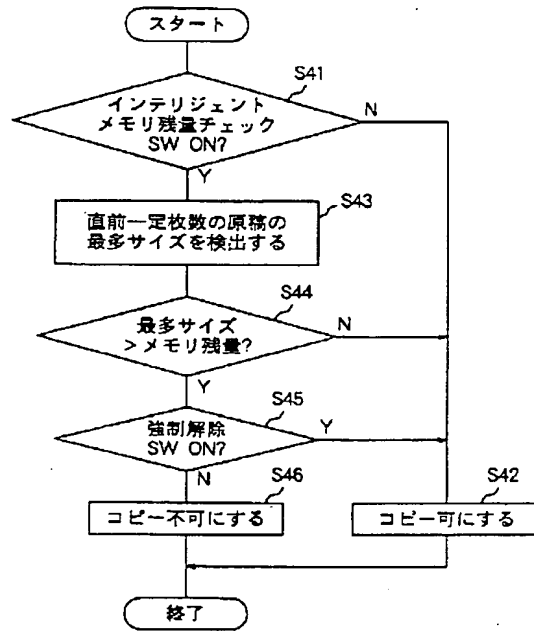 スタート
S41
インテリジェント
メモリ残量チェック
SW ON?
N
Y
S43
直前一定枚数の原稿の
最多サイズを検出する
S44
最多サイズ
>メモリ残量?
N
Y
S45
強制解除
SW ON?
Y
N
S46
コピー不可にする
S42
コピー可にする
終了